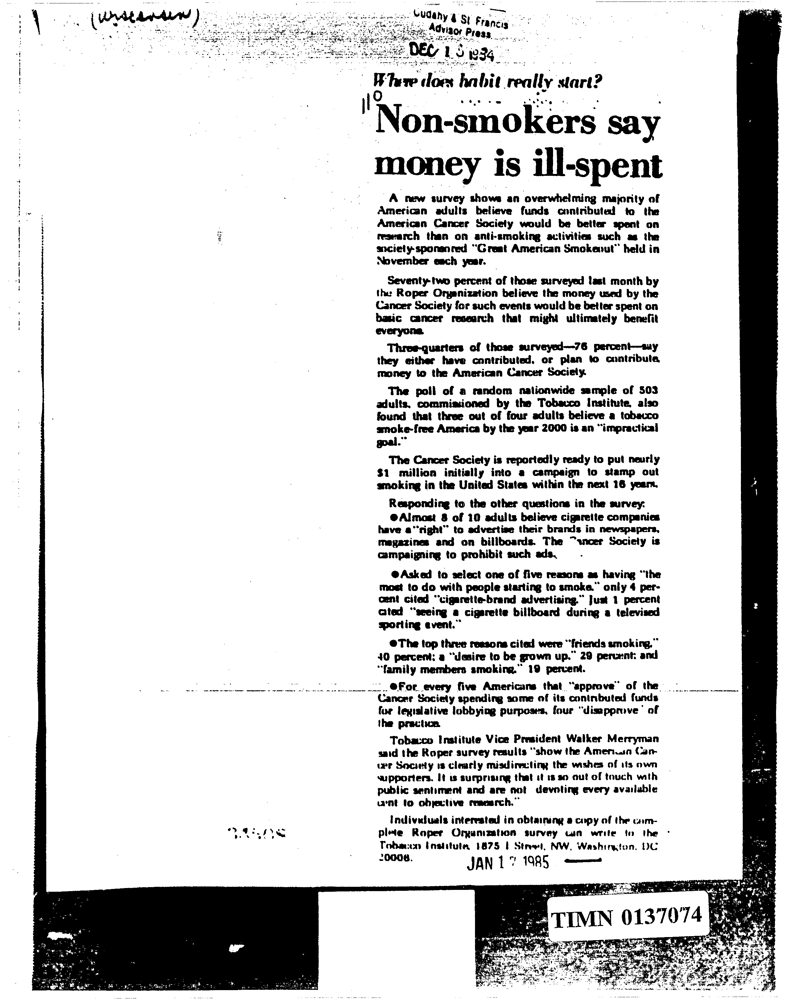 (Wisconsin)
Cudahy & St Francis
Advisor Press
DEC 1 1984
Where does habit really start?
110
Non-smokers say
money is ill-spent
A new survey shows an overwhelming majority of
American adults believe funds contributed to the
American Cancer Society would be better spent on
research than on anti-smoking activities such as the
society-sponsored "Great American Smokeout" held in
November each year.
Seventy-two percent of those surveyed last month by
the Roper Organization believe the money used by the
Cancer Society for such events would be better spent on
basic cancer research that might ultimately benefit
everyone.
Three-quarters of those surveyed—76 percent—say
they either have contributed, or plan to contribute,
money to the American Cancer Society.
The poll of a random nationwide sample of 503
adults, commissioned by the Tobacco Institute, also
found that three out of four adults believe a tobacco
smoke-free America by the year 2000 is an "impractical
goal."
The Cancer Society is reportedly ready to put nearly
$1 million initially into a campaign to stamp out
smoking in the United States within the next 16 years.
Responding to the other questions in the survey:
●Almost 8 of 10 adults believe cigarette companies
have a "right" to advertise their brands in newspapers,
magazines and on billboards. The Cancer Society is
campaigning to prohibit such ads.
●Asked to select one of five reasons as having "the
most to do with people starting to smoke," only 4 per-
cent cited "cigarette-brand advertising." Just 1 percent
cited "seeing a cigarette billboard during a televised
sporting event."
●The top three reasons cited were "friends smoking,"
40 percent; a "desire to be grown up," 29 percent; and
"family members smoking," 19 percent.
●For every five Americans that "approve" of the
Cancer Society spending some of its contributed funds
for legislative lobbying purposes, four "disapprove" of
the practice.
Tobacco Institute Vice President Walker Merryman
said the Roper survey results "show the American Can-
cer Society is clearly misdirecting the wishes of its own
supporters. It is surprising that it is so out of touch with
public sentiment and are not devoting every available
cent to objective research."
Individuals interested in obtaining a copy of the com-
plete Roper Organization survey can write to the
Tobacco Institute, 1875 I Street, NW, Washington, DC
20006.
JAN 1 1985
TIMN 0137074